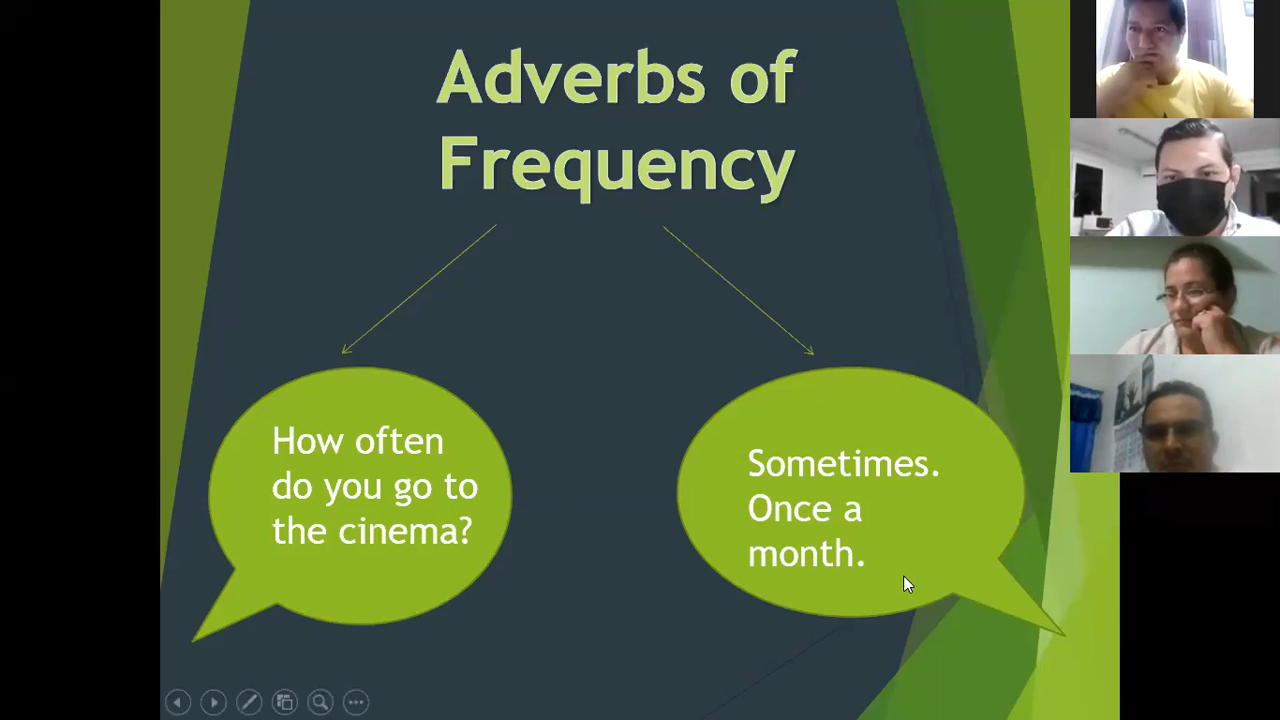 Adverbs of
Frequency
How often
do you go to
the cinema?
Sometimes.
Once a
month.